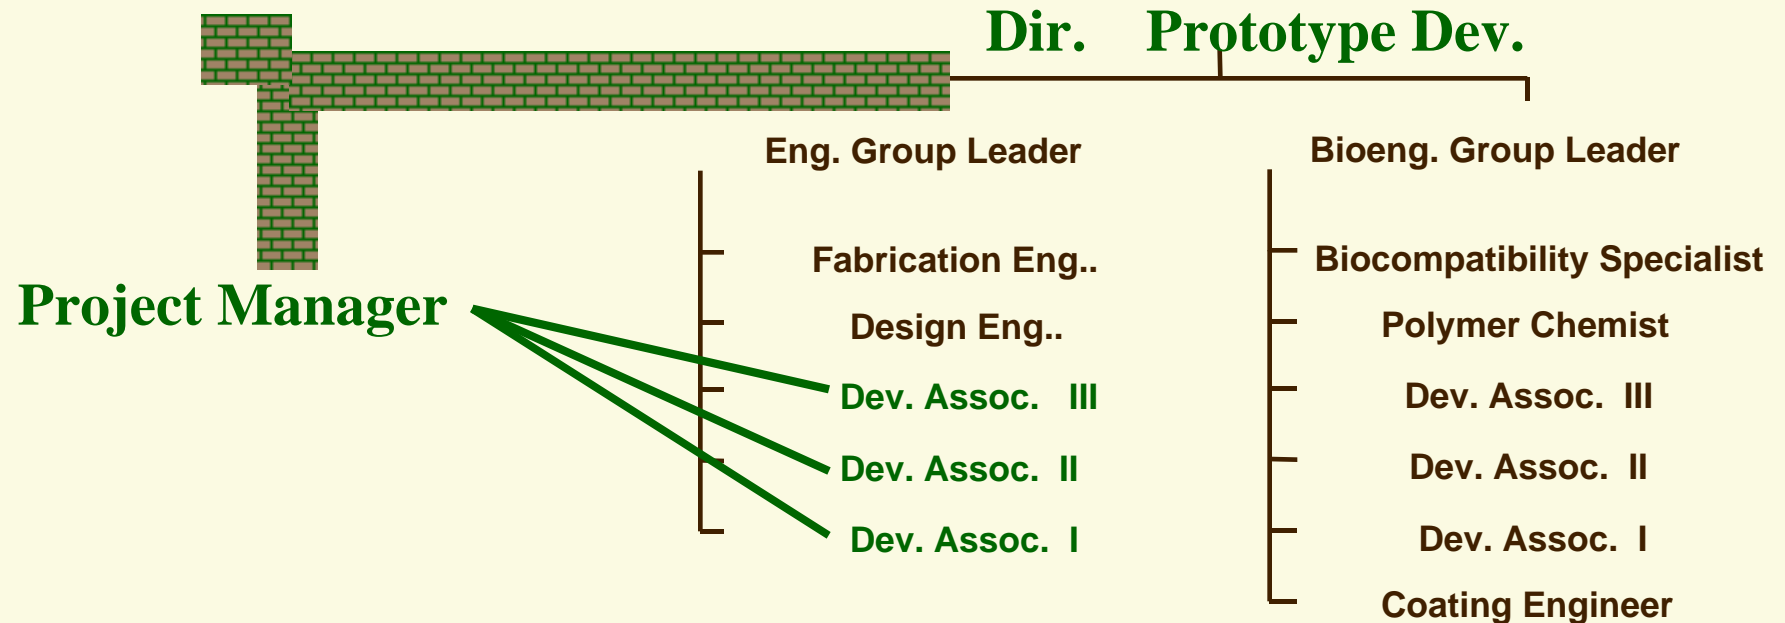 Dir. Prototype Dev.
Eng. Group Leader
Bioeng. Group Leader
Fabrication Eng..
Biocompatibility Specialist
Project Manager
Design Eng..
Polymer Chemist
Dev. Assoc. III
Dev. Assoc. III
Dev. Assoc. II
Dev. Assoc. II
Dev. Assoc. I
Dev. Assoc. I
Coating Engineer